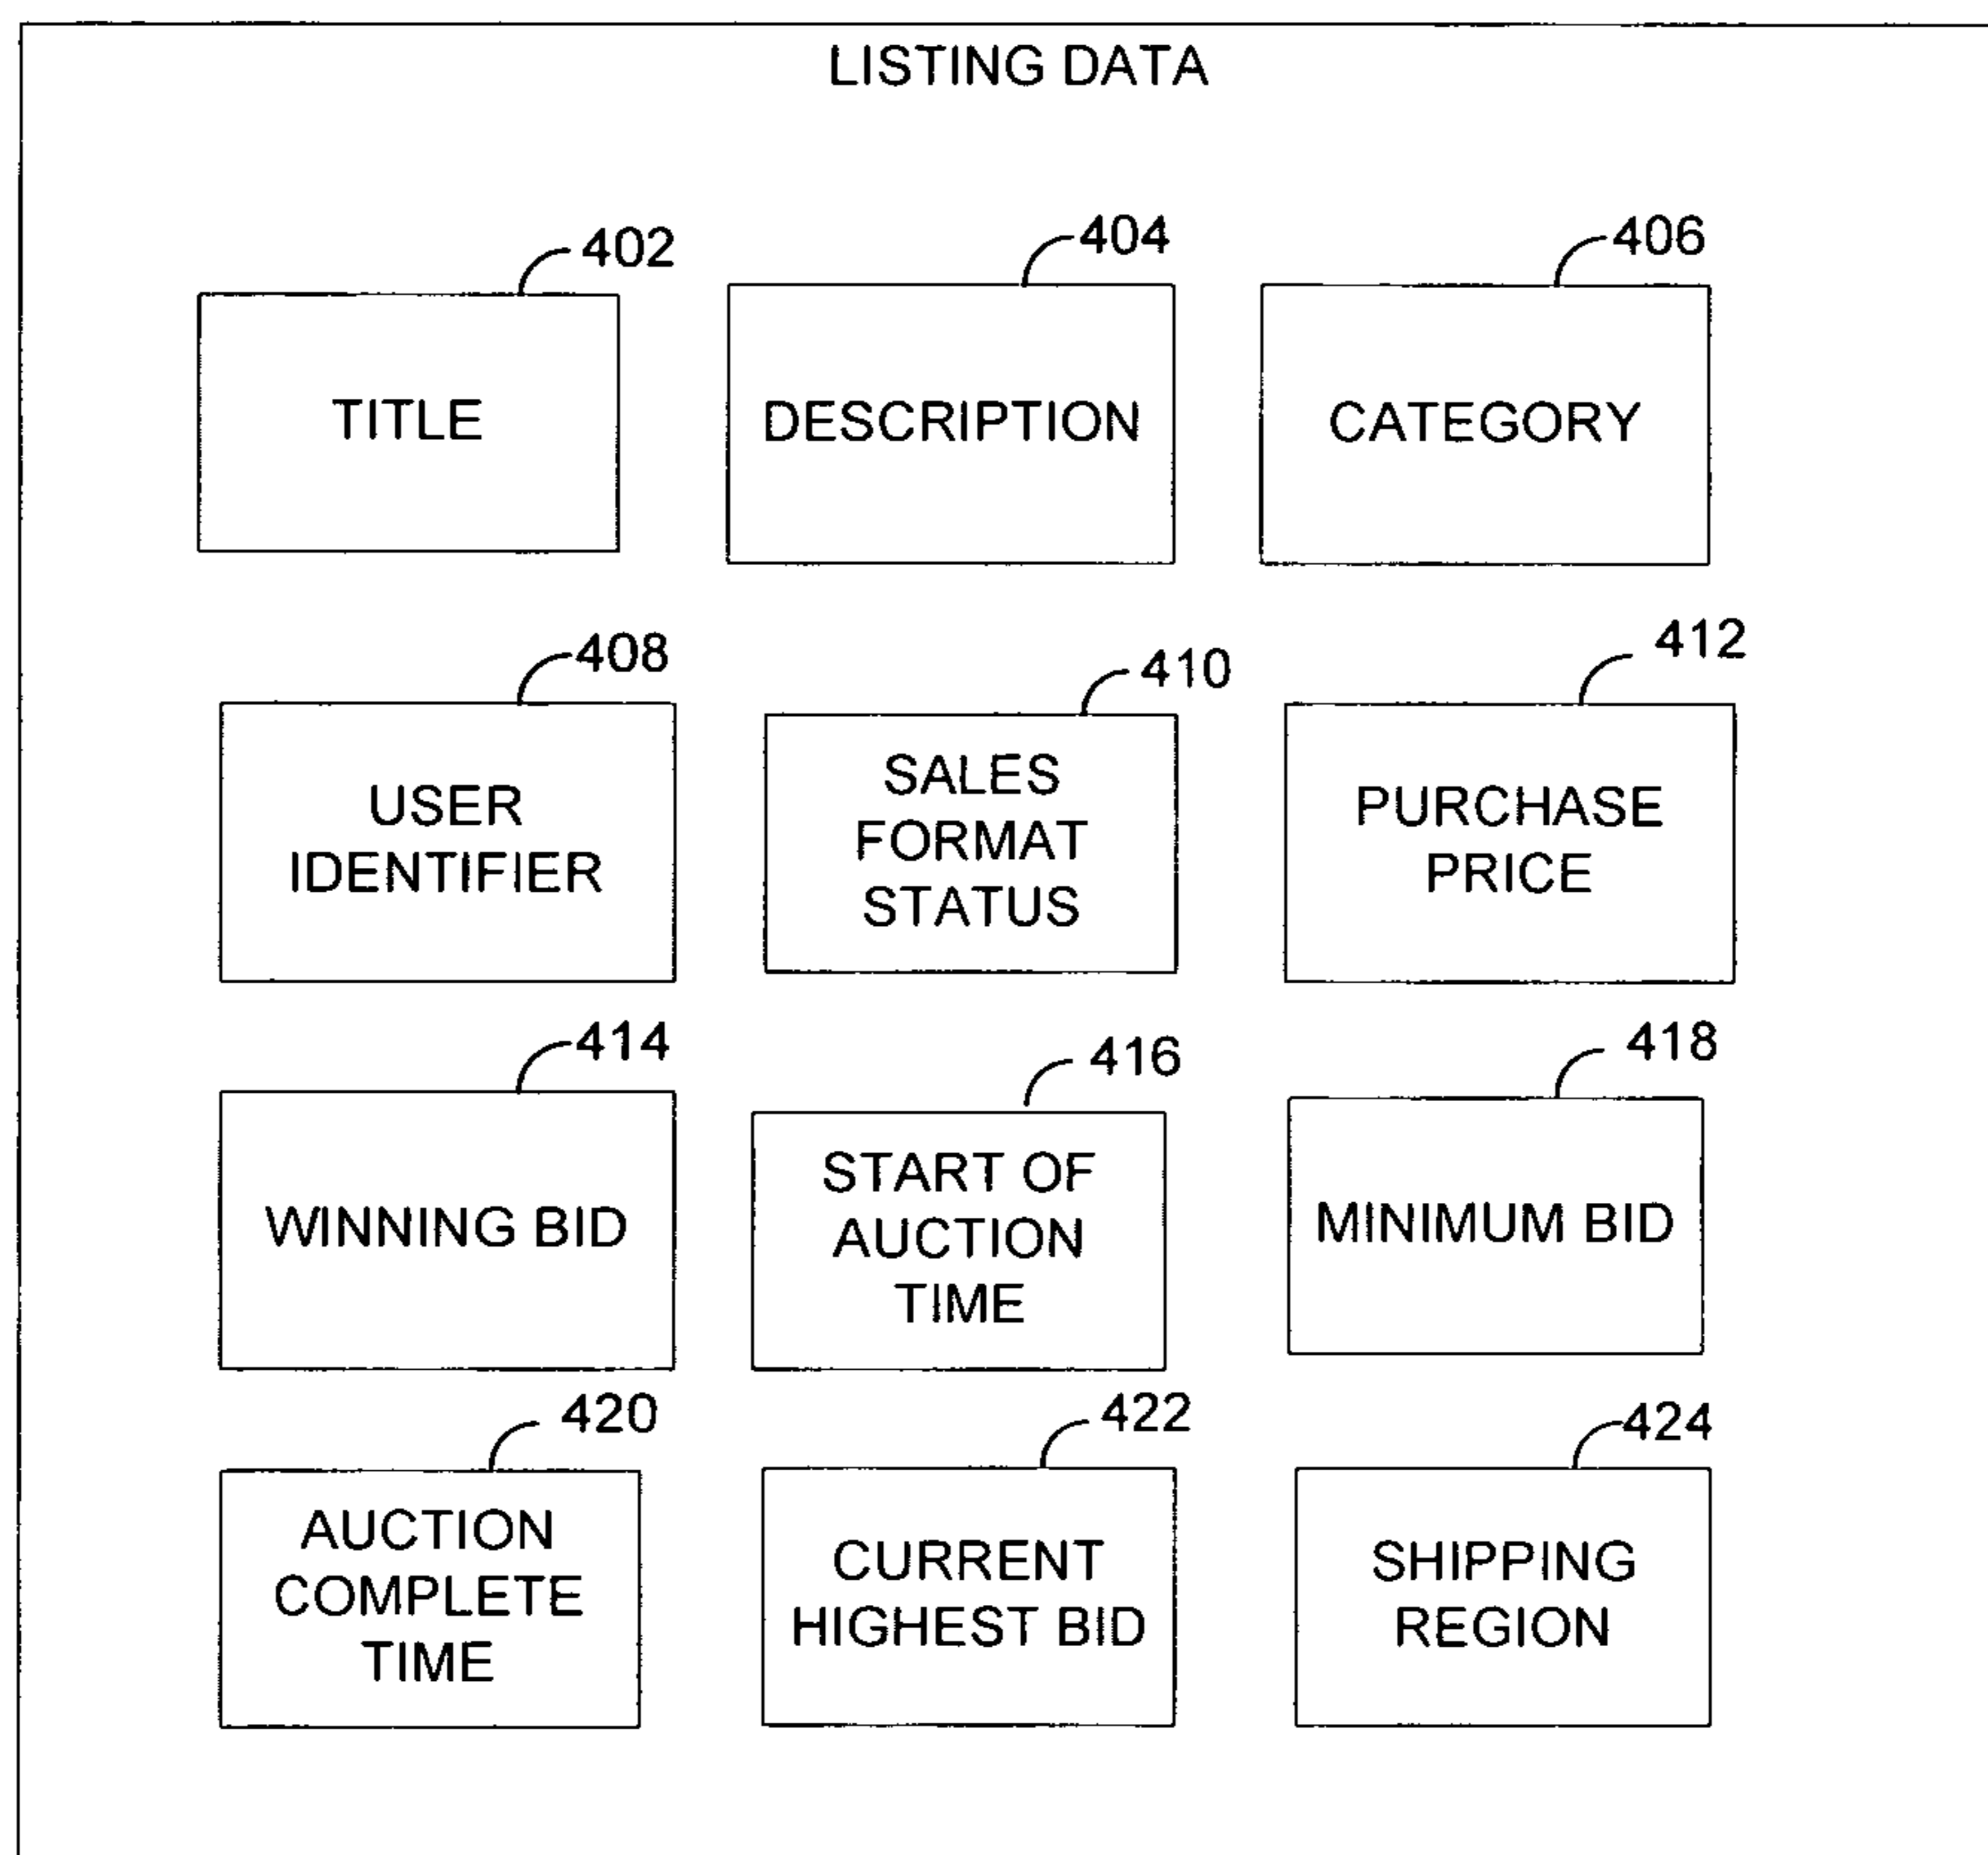 LISTING DATA
402
404
406
TITLE
DESCRIPTION
CATEGORY
408
410
412
USER
IDENTIFIER
SALES
FORMAT
STATUS
PURCHASE
PRICE
414
416
418
WINNING BID
START OF
AUCTION
TIME
MINIMUM BID
420
422
424
AUCTION
COMPLETE
TIME
CURRENT
HIGHEST BID
SHIPPING
REGION